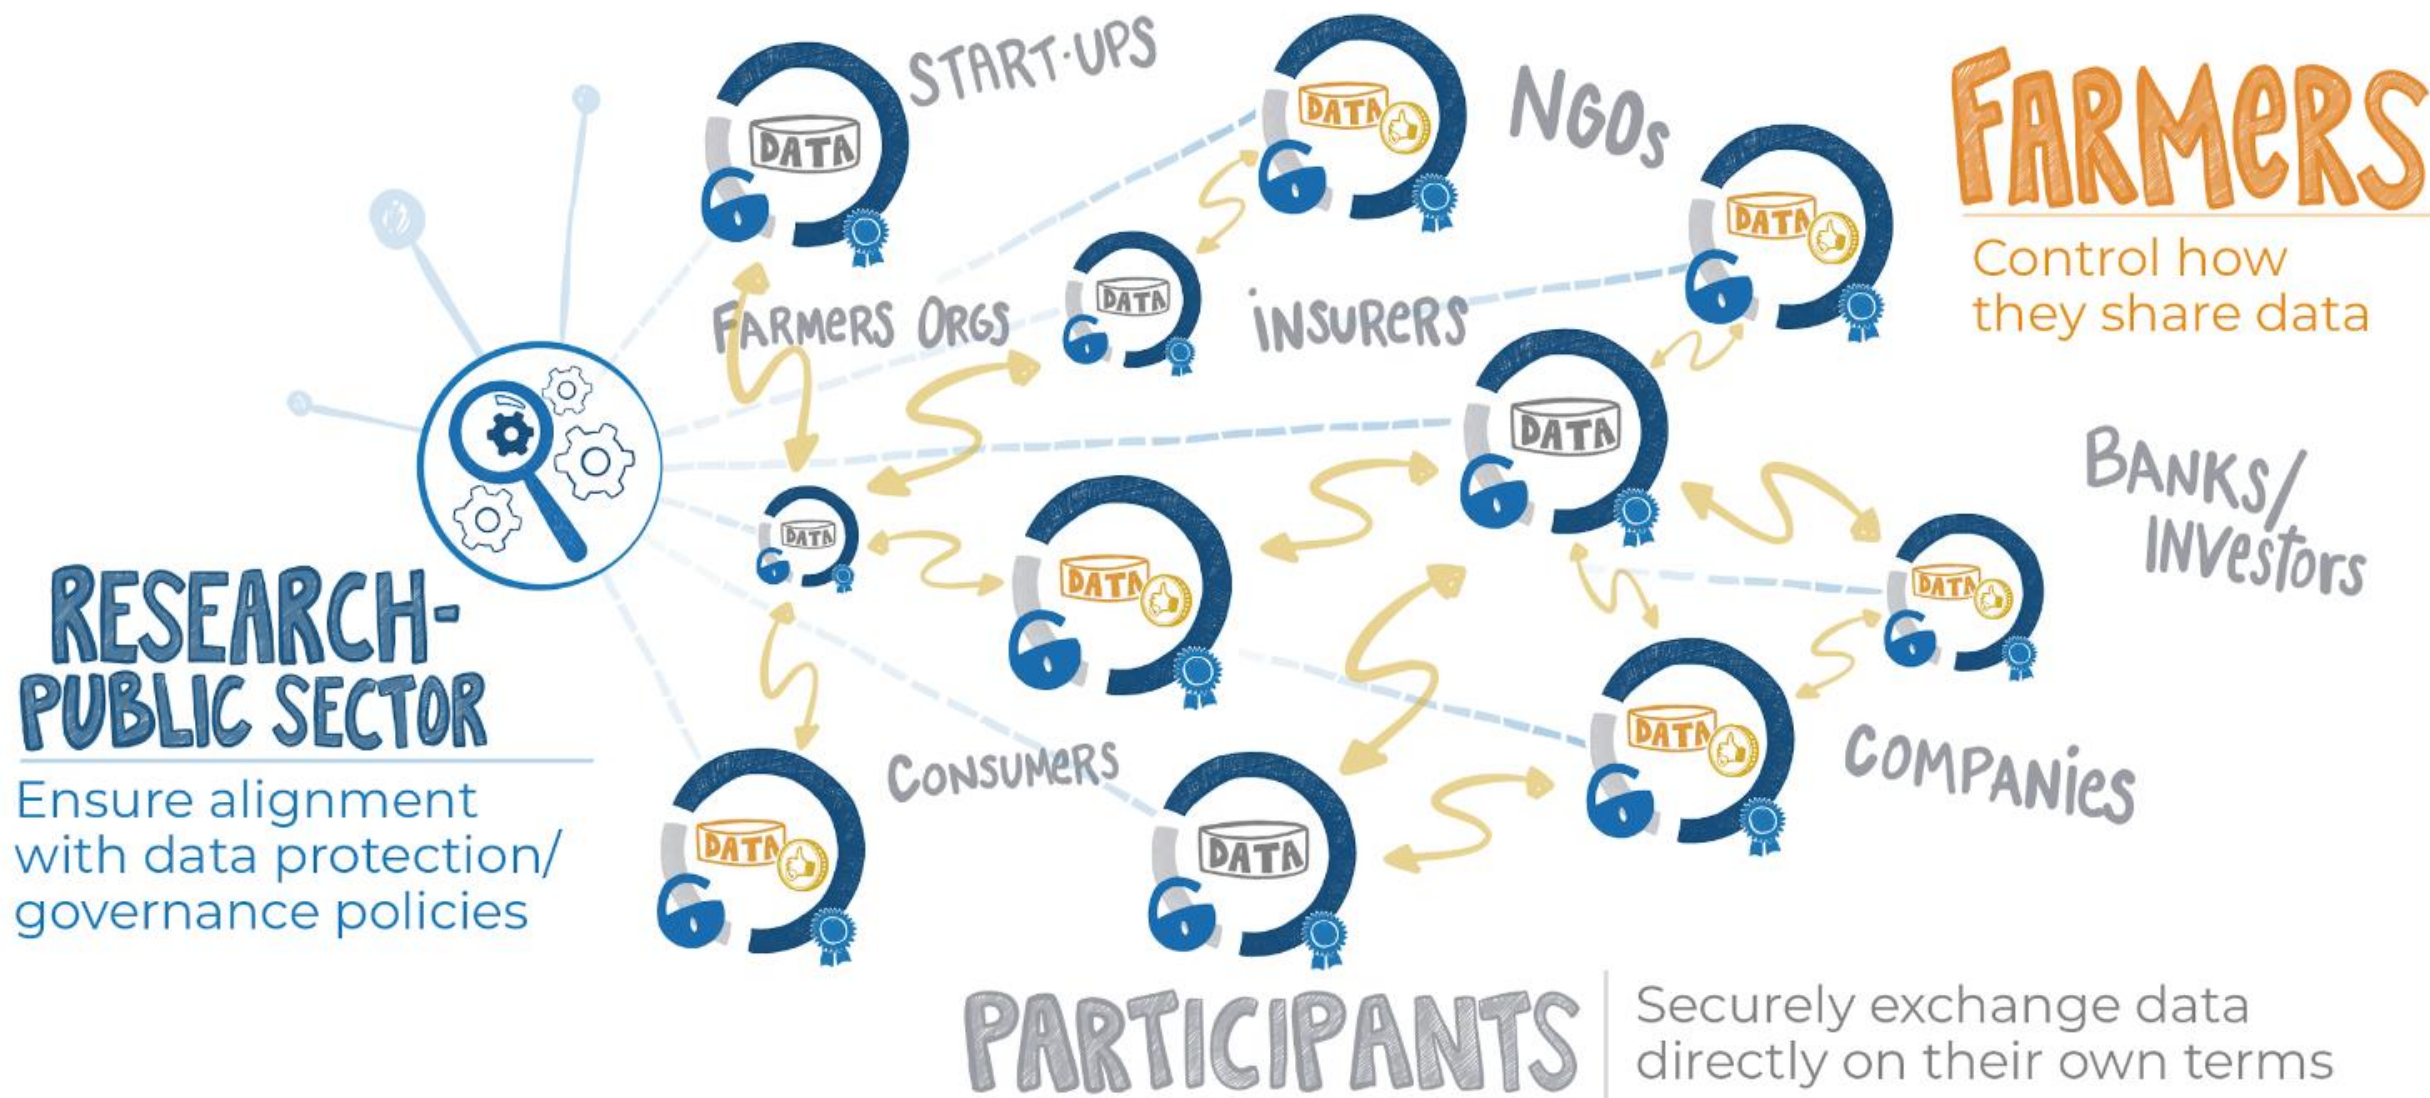 START-UPS
DATA
DATA
NGOs
FARMERS
Control how
they share data
DATA
FARMERS ORGS
DATA
INSURERS
DATA
BANKS/
INVESTORS
DATA
DATA
DATA
RESEARCH-
PUBLIC SECTOR
Ensure alignment
with data protection/
governance policies
DATA
CONSUMERS
DATA
DATA
COMPANIES
PARTICIPANTS
Securely exchange data
directly on their own terms